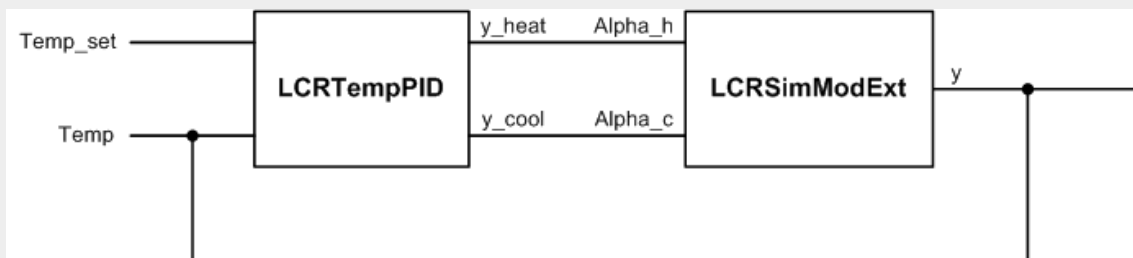 Temp_set
y_heat
Alpha_h
LCRTempPID
LCRSimModExt
y
Temp
y_cool
Alpha_c